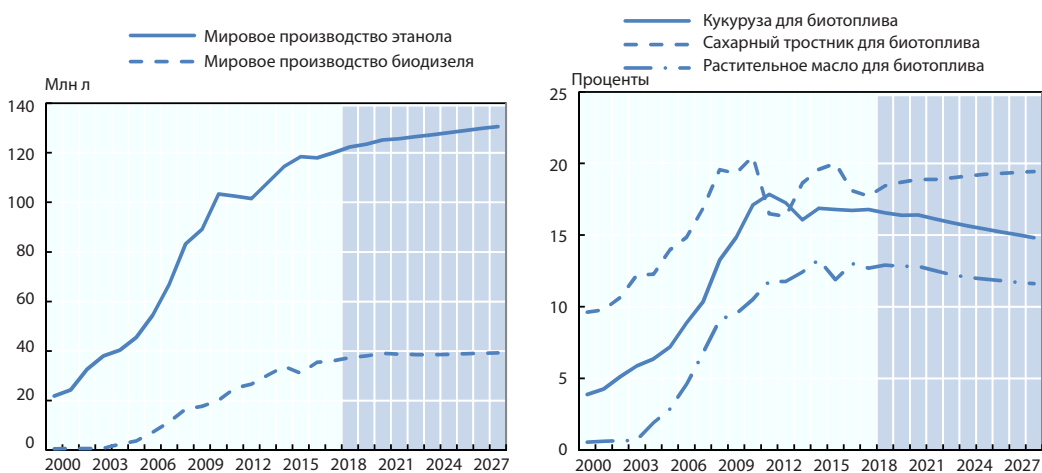 Мировое производство этанола
Мировое производство биодизеля
Млн л
140
120
100
80
60
40
20
0
2000 2003 2006 2009 2012 2015 2018 2021 2024 2027
Кукуруза для биотоплива
Сахарный тростник для биотоплива
Растительное масло для биотоплива
Проценты
25
20
15
10
5
0
2000 2003 2006 2009 2012 2015 2018 2021 2024 2027